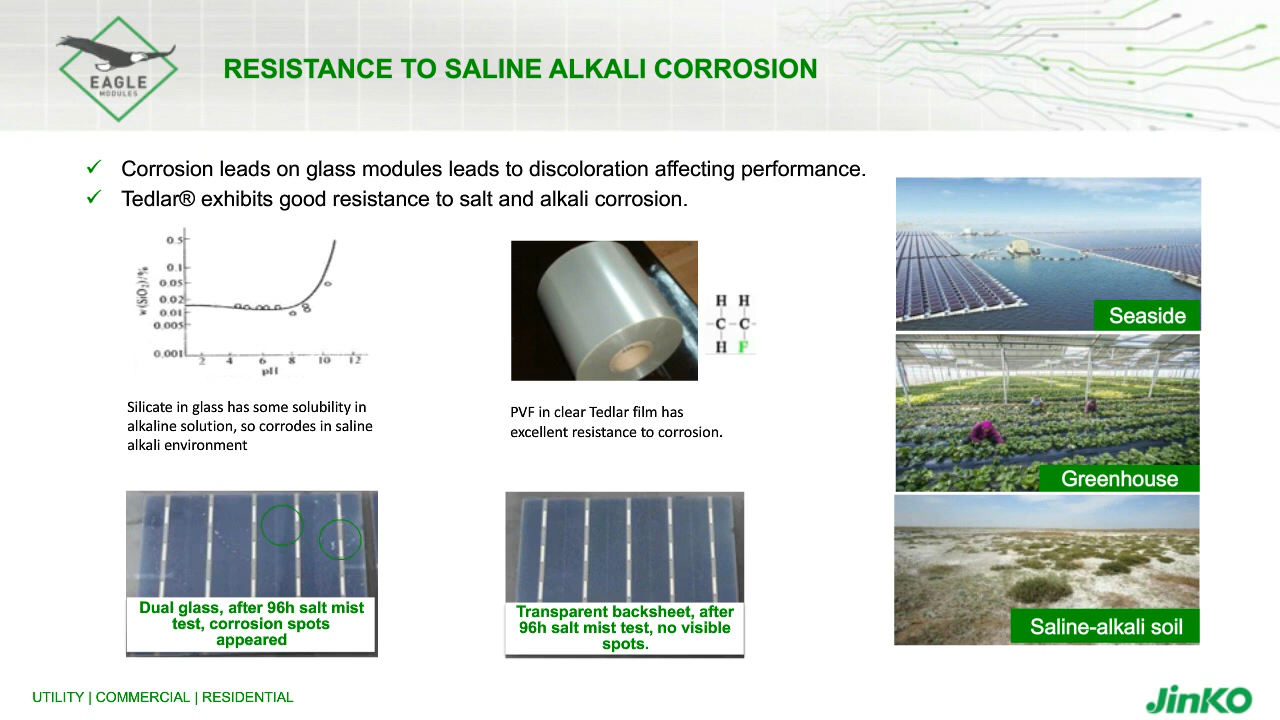 EAGLE
MODULES
RESISTANCE TO SALINE ALKALI CORROSION
✓ Corrosion leads on glass modules leads to discoloration affecting performance.
✓ Tedlar® exhibits good resistance to salt and alkali corrosion.
w(SiO₂)/%
0.5
0.1
0.05
0.02
0.01
0.005
0.001
2 4 6 8 10 12
pH
H H
C C
H F
Silicate in glass has some solubility in
alkaline solution, so corrodes in saline
alkali environment
PVF in clear Tedlar film has
excellent resistance to corrosion.
Dual glass, after 96h salt mist
test, corrosion spots
appeared
Transparent backsheet, after
96h salt mist test, no visible
spots.
Seaside
Greenhouse
Saline-alkali soil
UTILITY | COMMERCIAL | RESIDENTIAL
JinKO